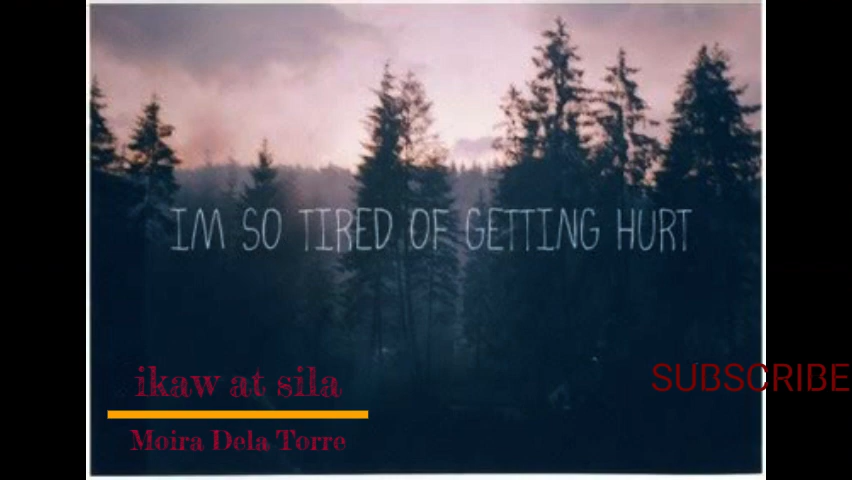 IM SO TIRED OF GETTING HURT
ikaw at sila
SUBSCRIBE
Moira Dela Torre